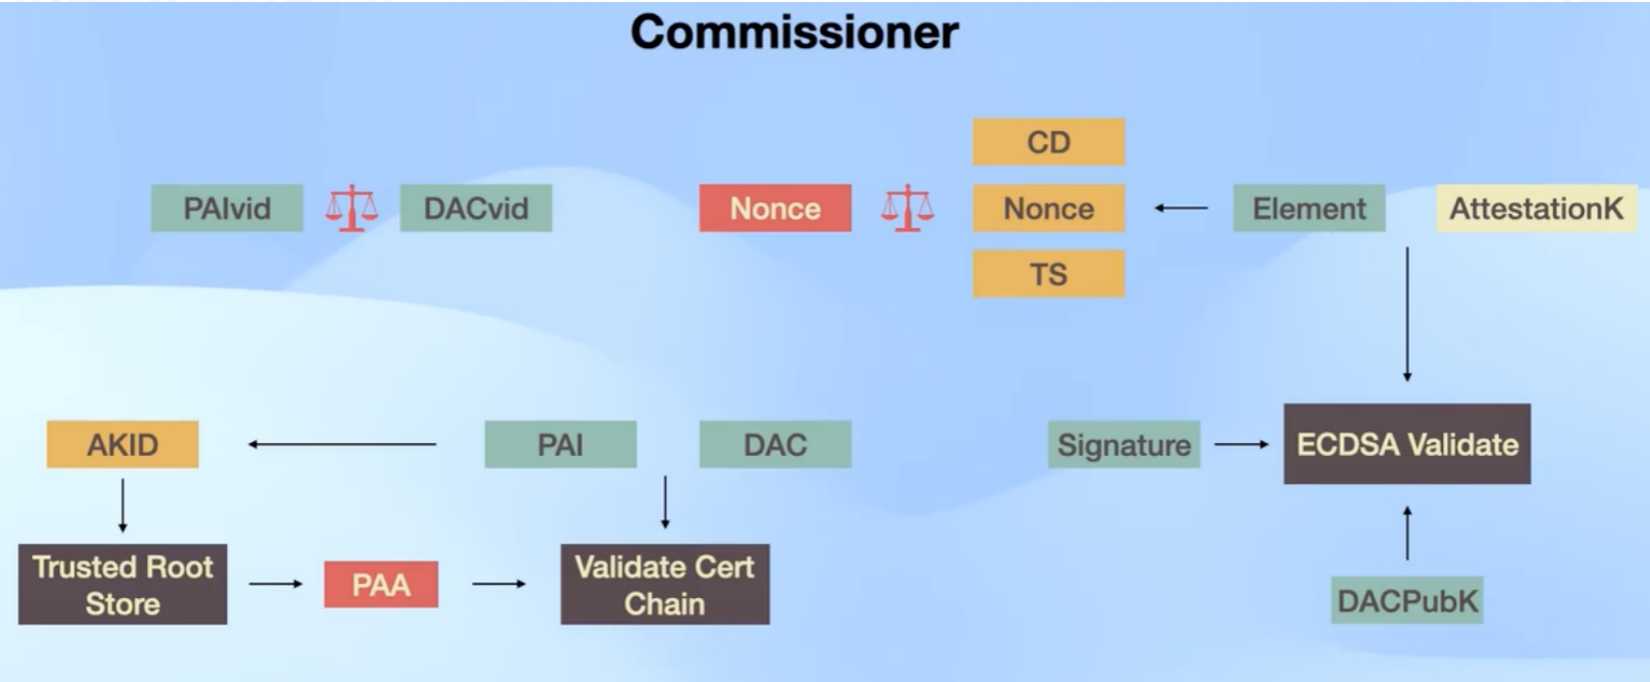 Commissioner
CD
PAIvid
DACvid
Nonce
Nonce
Element
AttestationK
TS
AKID
PAI
DAC
Signature
ECDSA Validate
Trusted Root
Store
PAA
Validate Cert
Chain
DACPubK